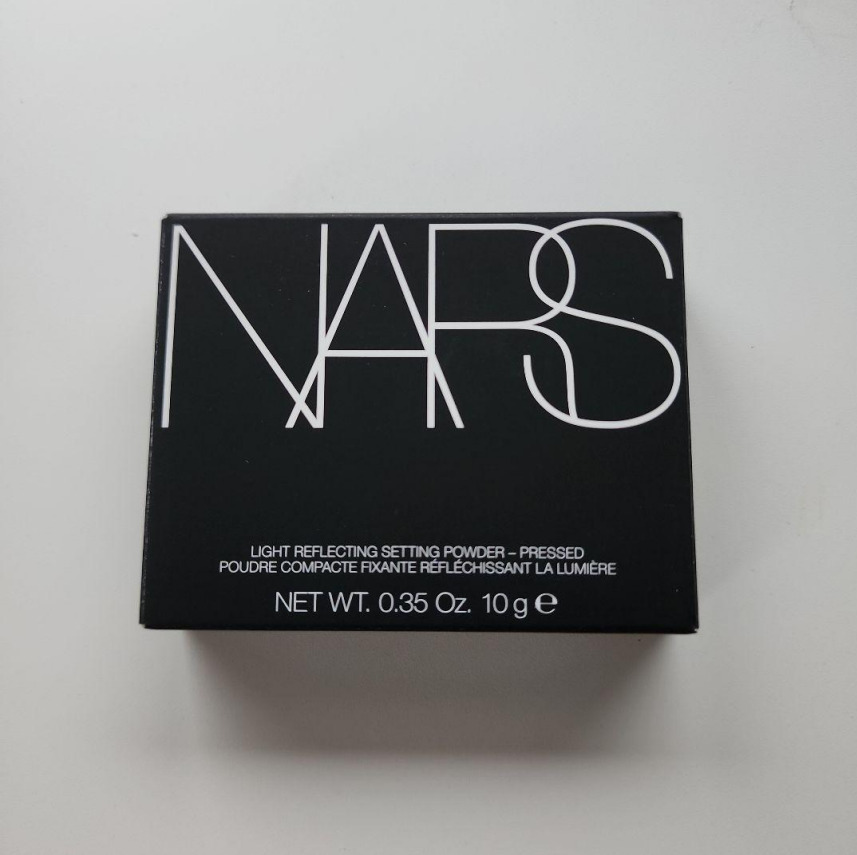 NARS
LIGHT REFLECTING SETTING POWDER – PRESSED
POUDRE COMPACTE FIXANTE RÉFLÉCHISSANT LA LUMIÈRE
NET WT. 0.35 Oz. 10 g ℮